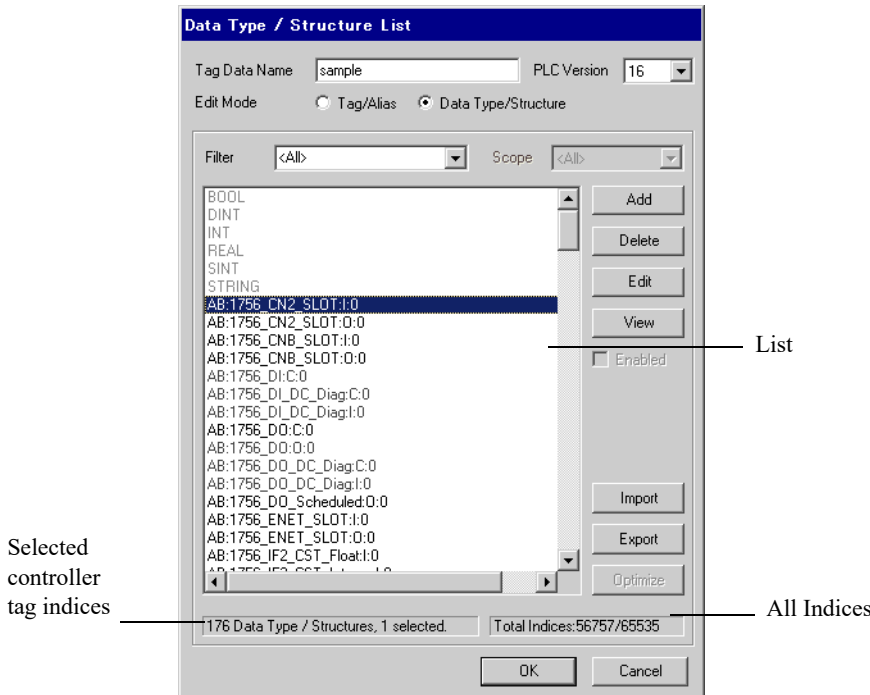 Data Type / Structure List
Tag Data Name sample PLC Version 16
Edit Mode Tag/Alias Data Type/Structure
Filter <All> Scope <All>
BOOL
DINT
INT
REAL
SINT
STRING
AB:1756_CN2_SLOT:I:0
AB:1756_CN2_SLOT:O:0
AB:1756_CNB_SLOT:I:0
AB:1756_CNB_SLOT:O:0
AB:1756_DI:C:0
AB:1756_DI_DC_Diag:C:0
AB:1756_DI_DC_Diag:I:0
AB:1756_DO:C:0
AB:1756_DO:O:0
AB:1756_DO_DC_Diag:C:0
AB:1756_DO_DC_Diag:I:0
AB:1756_DO_Scheduled:O:0
AB:1756_ENET_SLOT:I:0
AB:1756_ENET_SLOT:O:0
AB:1756_IF2_CST_Float:I:0
Add
Delete
Edit
View
Enabled
Import
Export
Optimize
List
Selected
controller
tag indices
176 Data Type / Structures, 1 selected. Total Indices:56757/65535
All Indices
OK Cancel